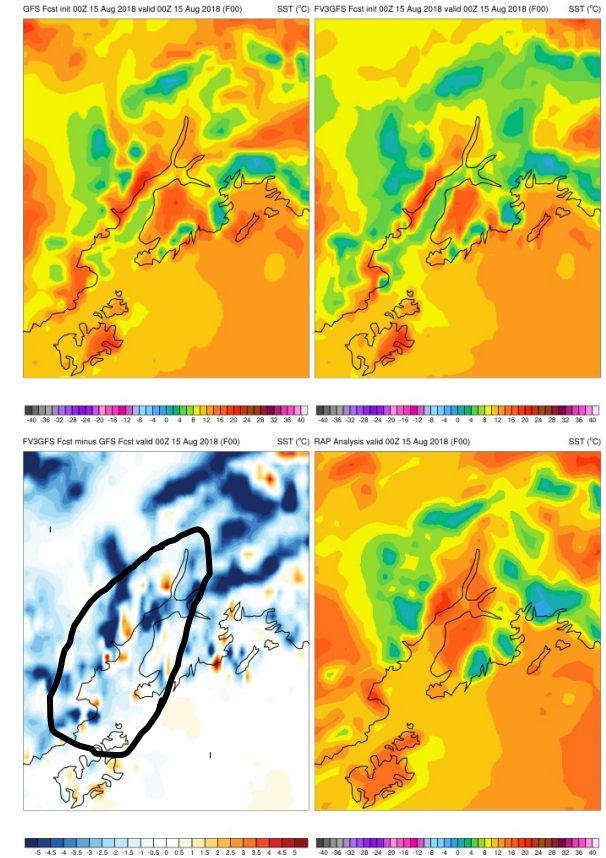 GFS Fcst init 00Z 15 Aug 2018 valid 00Z 15 Aug 2018 (F00) SST (°C)
FV3GFS Fcst init 00Z 15 Aug 2018 valid 00Z 15 Aug 2018 (F00) SST (°C)
-40 -36 -32 -28 -24 -20 -16 -12 -8 -4 0 4 8 12 16 20 24 28 32 36 40
-40 -36 -32 -28 -24 -20 -16 -12 -8 -4 0 4 8 12 16 20 24 28 32 36 40
FV3GFS Fcst minus GFS Fcst valid 00Z 15 Aug 2018 (F00) SST (°C)
RAP Analysis valid 00Z 15 Aug 2018 (F00) SST (°C)
-5 -4.5 -4 -3.5 -3 -2.5 -2 -1.5 -1 -0.5 0 0.5 1 1.5 2 2.5 3 3.5 4 4.5 5
-40 -36 -32 -28 -24 -20 -16 -12 -8 -4 0 4 8 12 16 20 24 28 32 36 40